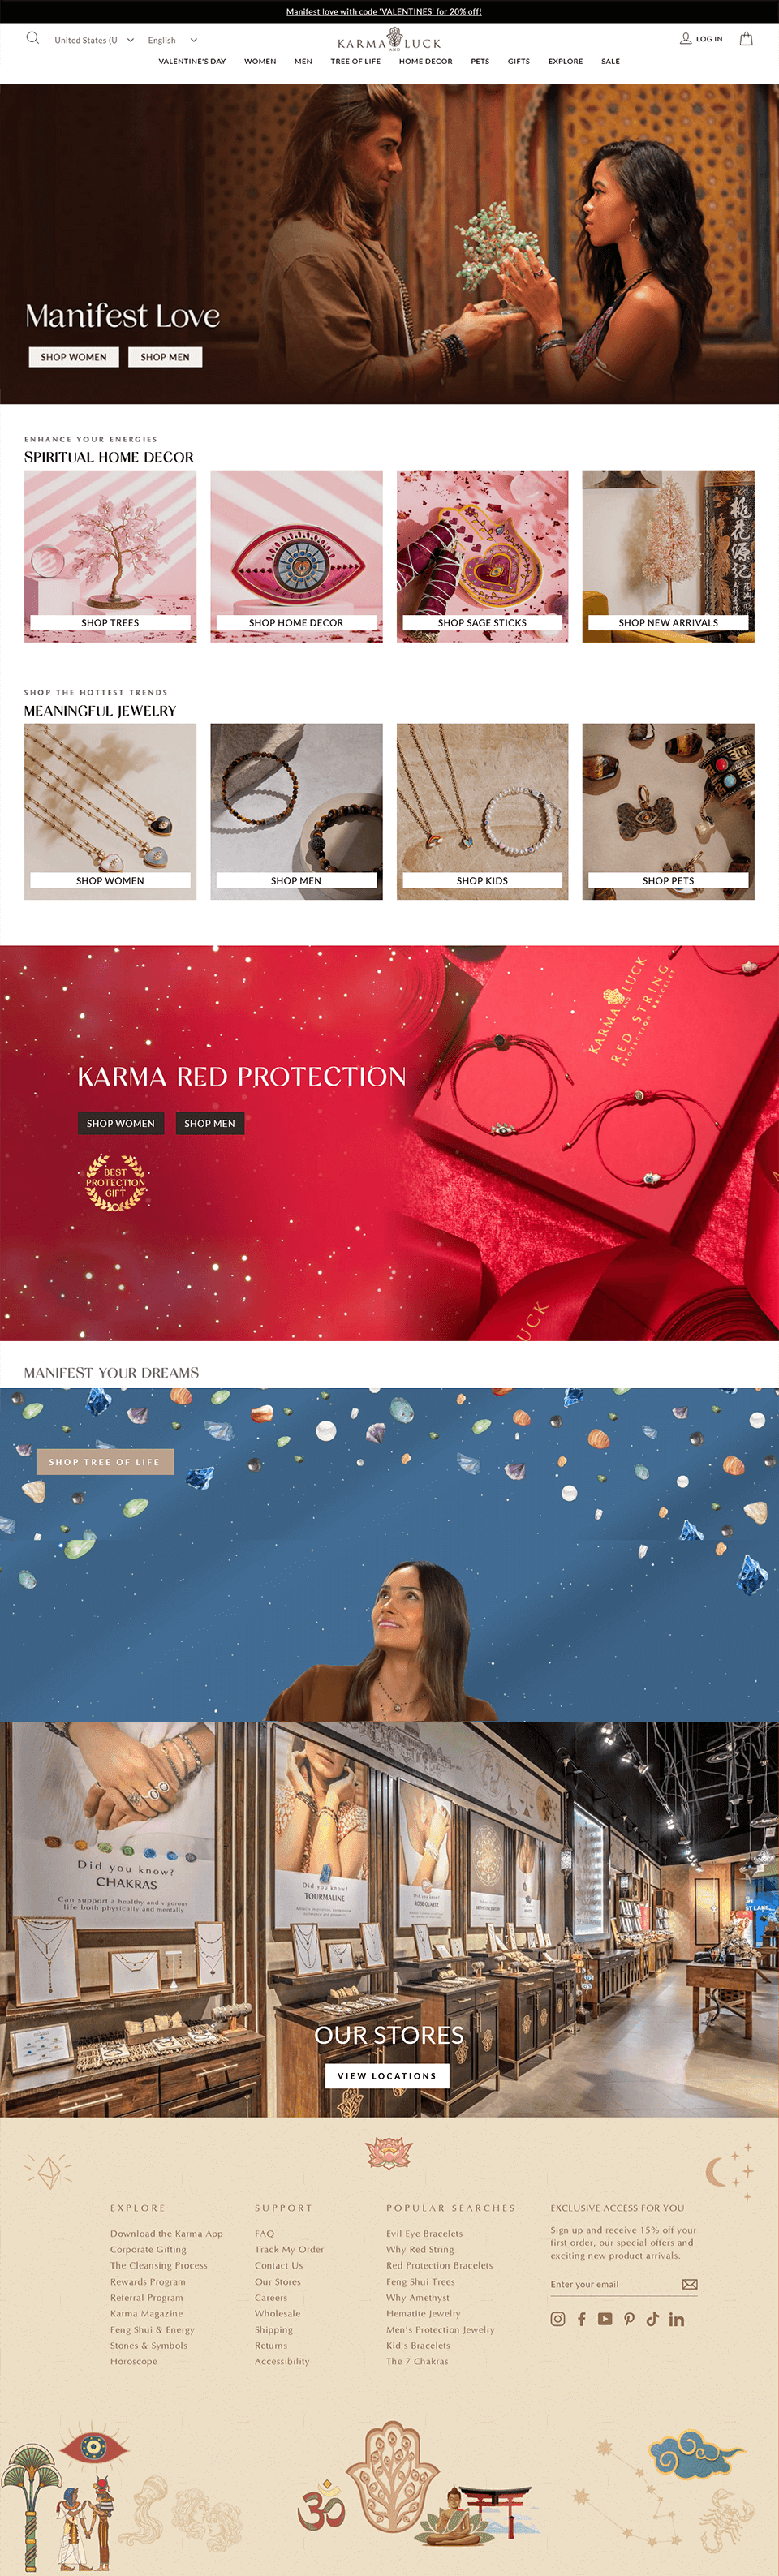 Manifest love with code 'VALENTINES' for 20% off!
United States (U
English
KARMA AND LUCK
LOG IN
VALENTINE'S DAY
WOMEN
MEN
TREE OF LIFE
HOME DECOR
PETS
GIFTS
EXPLORE
SALE
Manifest Love
SHOP WOMEN
SHOP MEN
ENHANCE YOUR ENERGIES
SPIRITUAL HOME DECOR
桃花源记
SHOP TREES
SHOP HOME DECOR
SHOP SAGE STICKS
SHOP NEW ARRIVALS
SHOP THE HOTTEST TRENDS
MEANINGFUL JEWELRY
SHOP WOMEN
SHOP MEN
SHOP KIDS
SHOP PETS
KARMA AND LUCK
RED STRING
PROTECTION BRACELET
KARMA RED PROTECTION
SHOP WOMEN
SHOP MEN
BEST
PROTECTION
GIFT
UCK
MANIFEST YOUR DREAMS
SHOP TREE OF LIFE
Did you know?
CHAKRAS
Can support a healthy and vigorous
life both physically and mentally
Did you know?
TOURMALINE
Did you know?
ROSE QUARTZ
OUR STORES
VIEW LOCATIONS
EXPLORE
Download the Karma App
Corporate Gifting
The Cleansing Process
Rewards Program
Referral Program
Karma Magazine
Feng Shui & Energy
Stones & Symbols
Horoscope
SUPPORT
FAQ
Track My Order
Contact Us
Our Stores
Careers
Wholesale
Shipping
Returns
Accessibility
POPULAR SEARCHES
Evil Eye Bracelets
Why Red String
Red Protection Bracelets
Feng Shui Trees
Why Amethyst
Hematite Jewelry
Men's Protection Jewelry
Kid's Bracelets
The 7 Chakras
EXCLUSIVE ACCESS FOR YOU
Sign up and receive 15% off your
first order, our special offers and
exciting new product arrivals.
Enter your email
ॐ